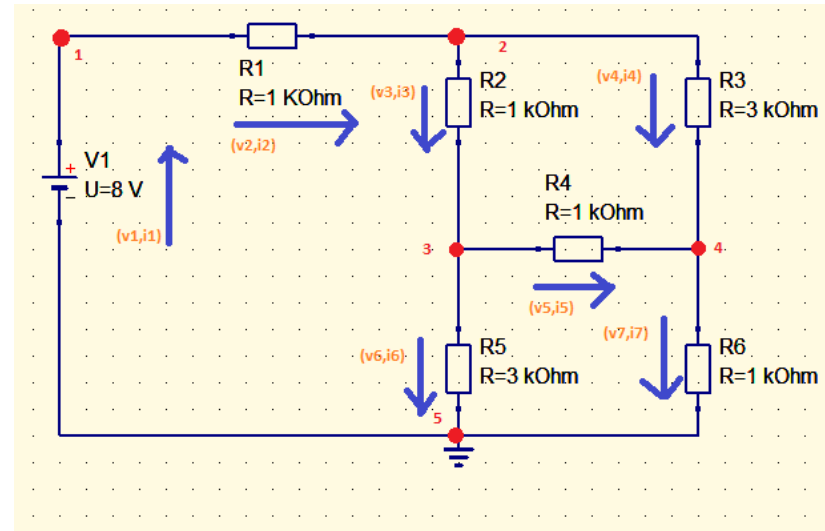 1
2
R1
R=1 KOhm
(v2,i2)
(v3,i3)
R2
R=1 kOhm
(v4,i4)
R3
R=3 kOhm
+
V1
_
U=8 V
(v1,i1)
R4
R=1 kOhm
3
4
(v5,i5)
(v6,i6)
R5
R=3 kOhm
(v7,i7)
R6
R=1 kOhm
5